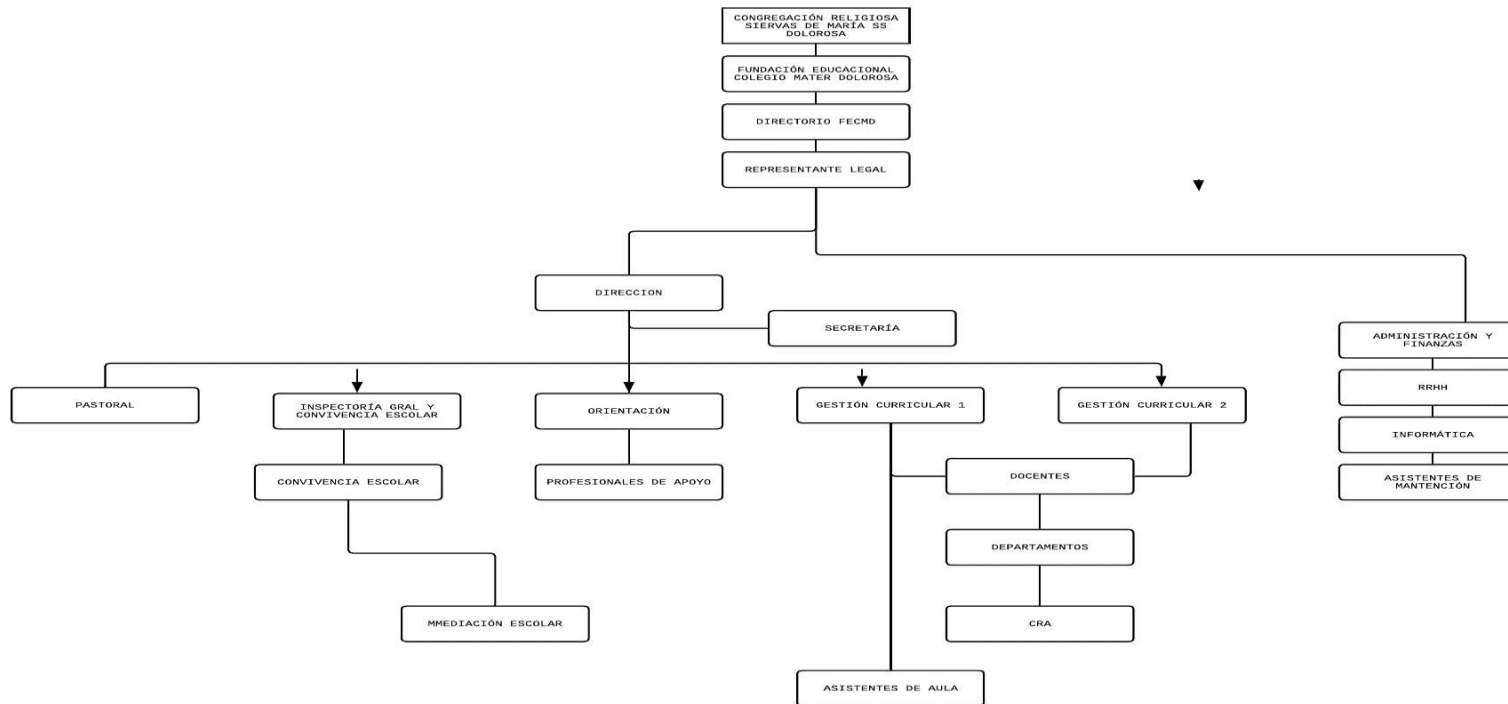 CONGREGACIÓN RELIGIOSA
SIERVAS DE MARÍA SS
DOLOROSA
FUNDACIÓN EDUCACIONAL
COLEGIO MATER DOLOROSA
DIRECTORIO FECMD
REPRESENTANTE LEGAL
DIRECCION
SECRETARÍA
ADMINISTRACIÓN Y
FINANZAS
PASTORAL
INSPECTORÍA GRAL Y
CONVIVENCIA ESCOLAR
ORIENTACIÓN
GESTIÓN CURRICULAR 1
GESTIÓN CURRICULAR 2
RRHH
INFORMÁTICA
CONVIVENCIA ESCOLAR
PROFESIONALES DE APOYO
DOCENTES
ASISTENTES DE
MANTENCIÓN
DEPARTAMENTOS
MMEDIACIÓN ESCOLAR
CRA
ASISTENTES DE AULA